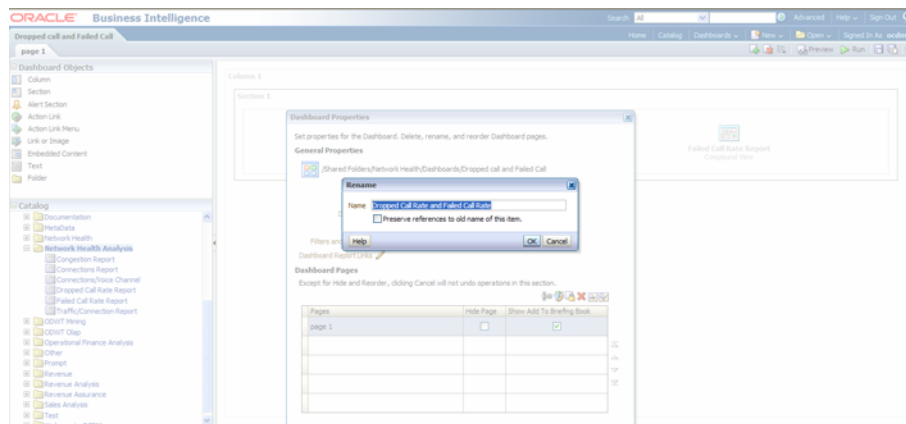 ORACLE Business Intelligence
Search All Advanced Help Sign Out
Dropped call and Failed Call
Home Catalog Dashboards New Open Signed In As
page 1
Preview Run
Dashboard Objects
Column
Section
Alert Section
Action Link
Action Link Menu
Link or Image
Embedded Content
Text
Folder
Catalog
Documentation
MetaData
Network Health
Network Health Analysis
Congestion Report
Connections Report
Connections/Voice Channel
Dropped Call Rate Report
Failed Call Rate Report
Traffic/Connection Report
ODWT Mining
ODWT Olap
Operational Finance Analysis
Other
Prompt
Revenue
Revenue Analysis
Revenue Assurance
Sales Analysis
Test
Column 1
Section 1
Failed Call Rate Report
Compound View
Dashboard Properties
Set properties for the Dashboard. Delete, rename, and reorder Dashboard pages.
General Properties
/Shared Folders/Network Health/Dashboards/Dropped call and Failed Call
Rename
Name Dropped Call Rate and Failed Call Rate
Preserve references to old name of this item.
Help OK Cancel
Filters and
Dashboard Report Links
Dashboard Pages
Except for Hide and Reorder, clicking Cancel will not undo operations in this section.
Pages Hide Page Show Add To Briefing Book
page 1